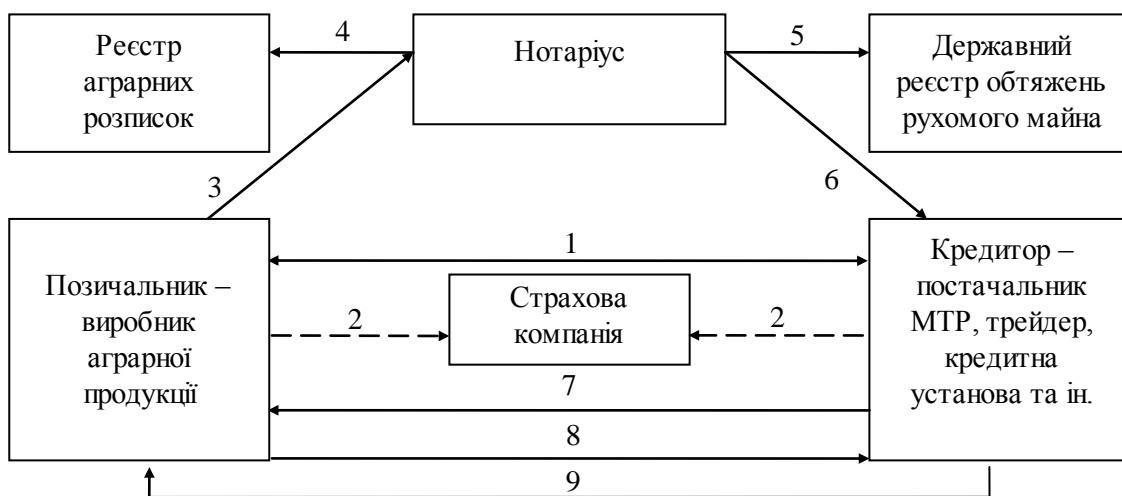 Реєстр
аграрних
розписок
4
Нотаріус
5
Державний
реєстр обтяжень
рухомого майна
3
6
Позичальник –
виробник
аграрної
продукції
1
Страхова
компанія
2
2
Кредитор –
постачальник
МТР, трейдер,
кредитна
установа та ін.
7
8
9